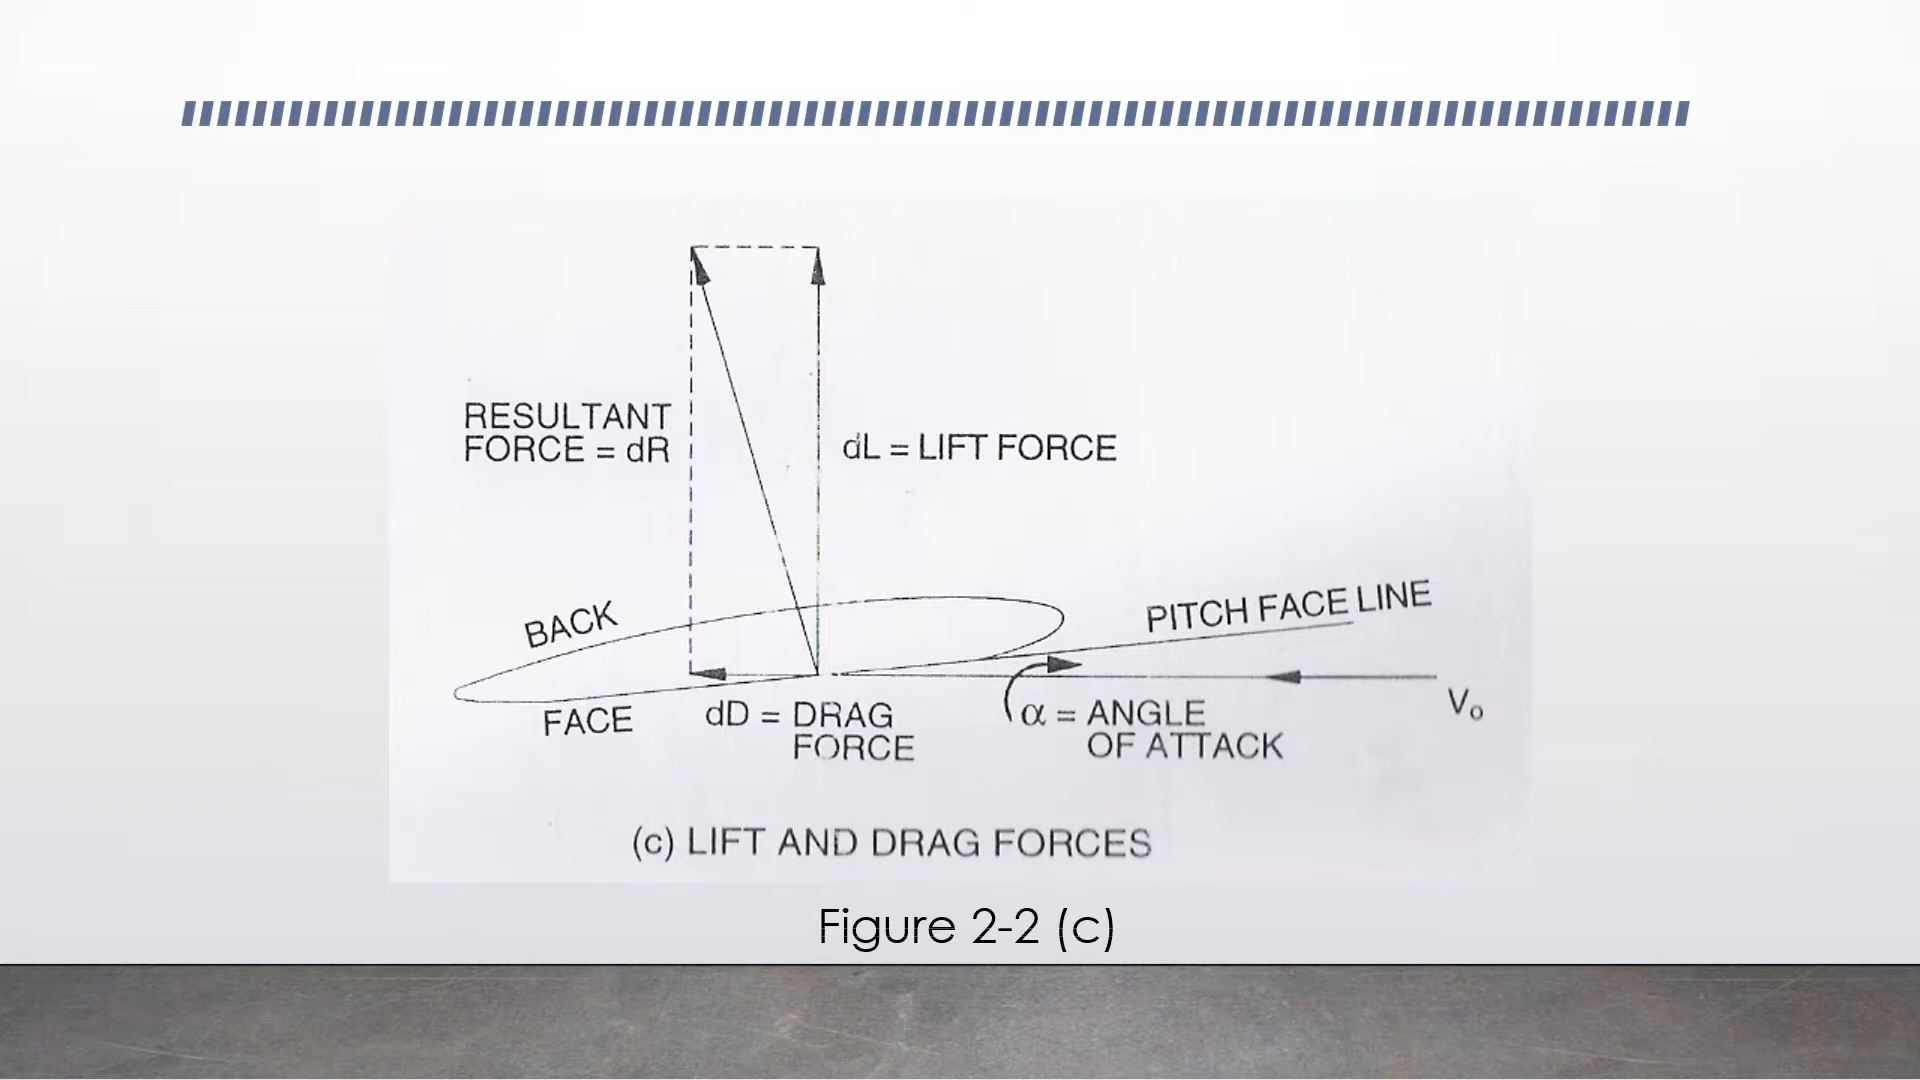 RESULTANT
FORCE = dR
dL = LIFT FORCE
BACK
PITCH FACE LINE
FACE
dD = DRAG
FORCE
α = ANGLE
OF ATTACK
V₀
(c) LIFT AND DRAG FORCES
Figure 2-2 (c)